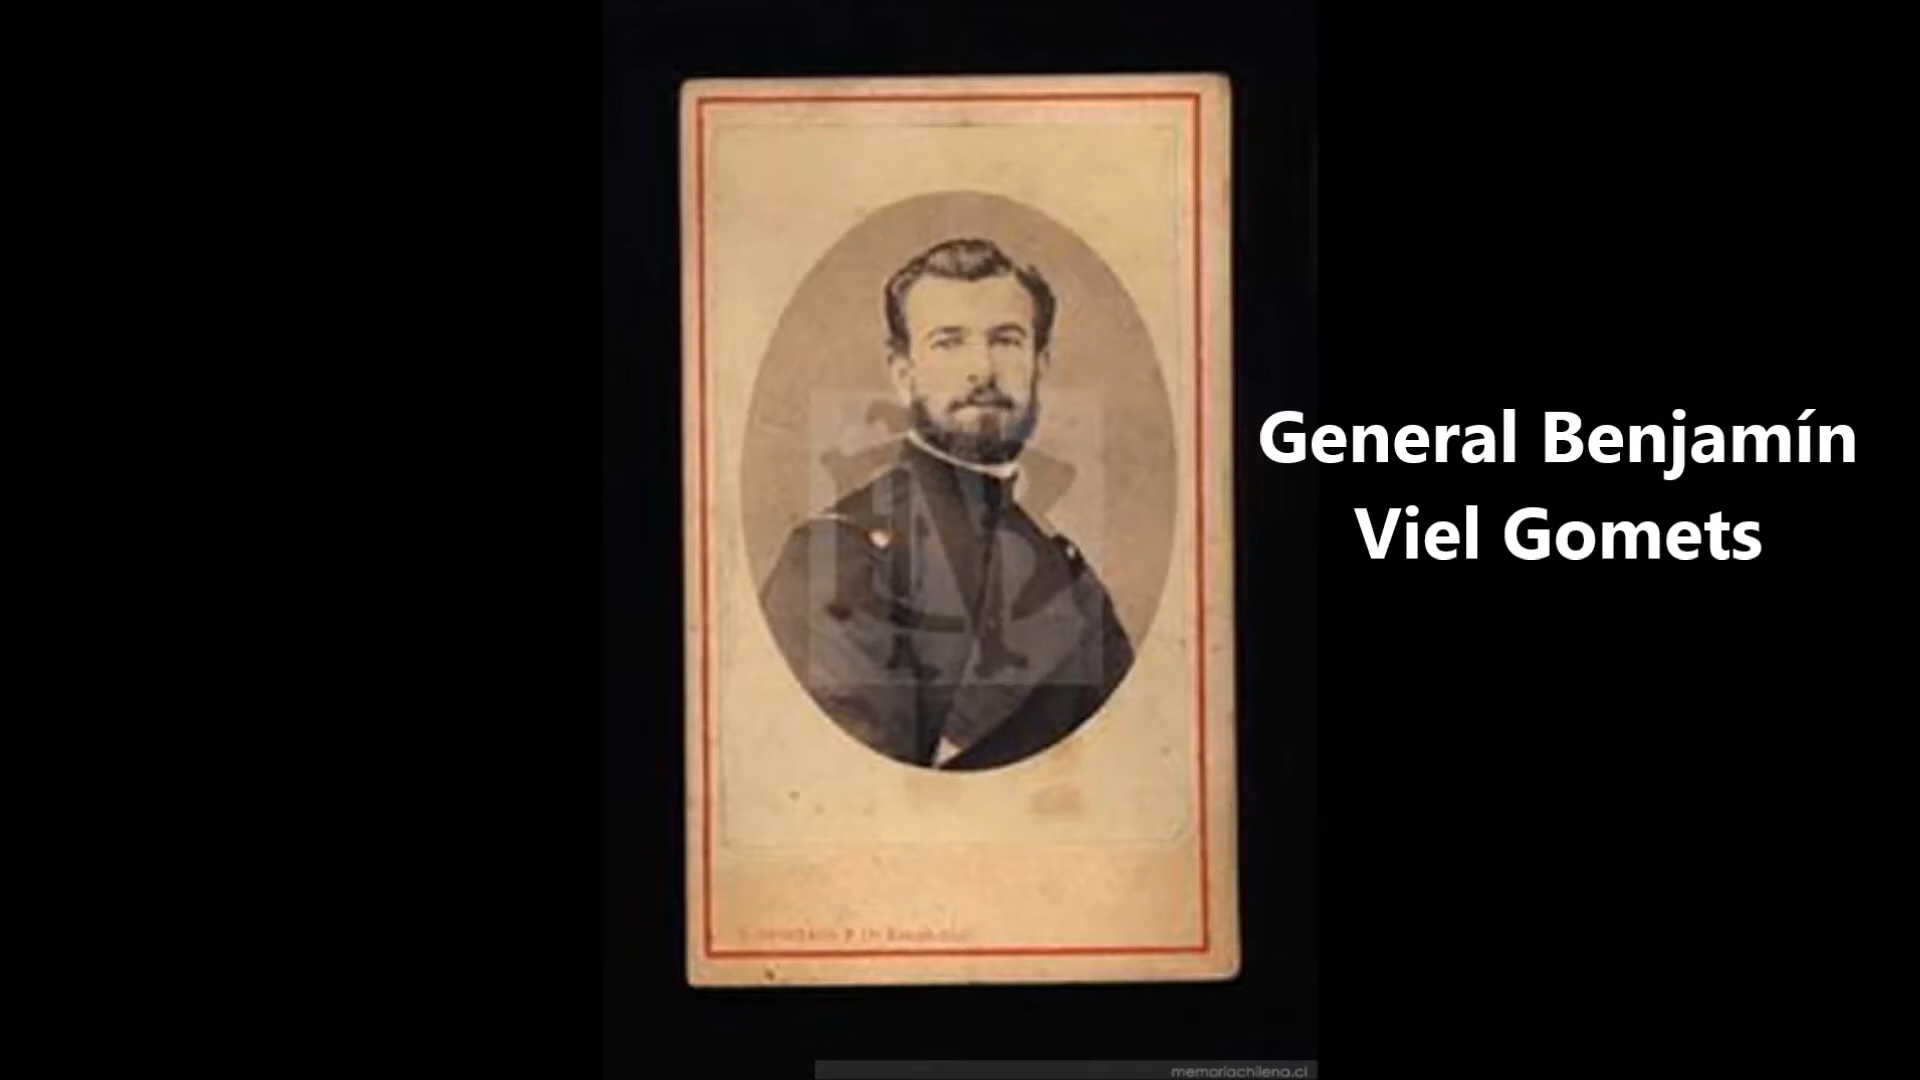 General Benjamín
Viel Gomets
memoriachilena.cl